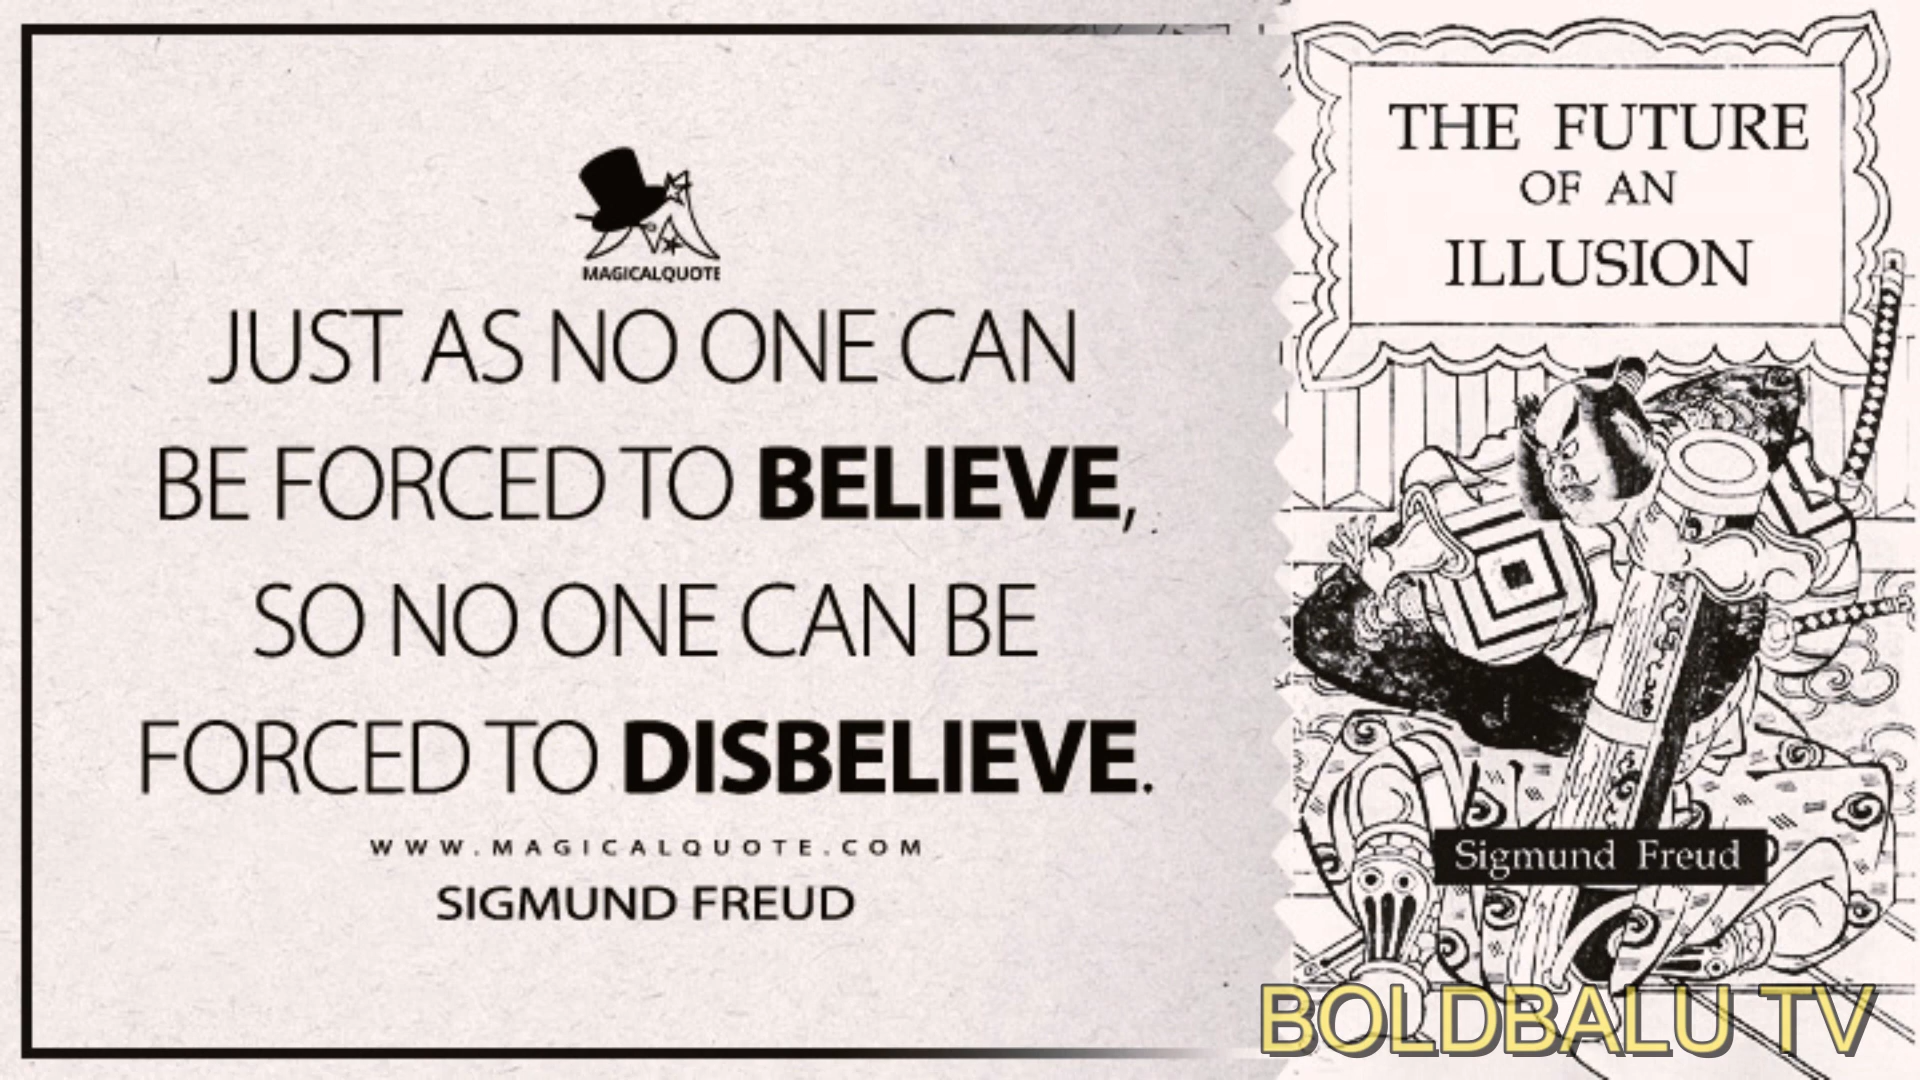 MAGICALQUOTE
JUST AS NO ONE CAN
BE FORCED TO BELIEVE,
SO NO ONE CAN BE
FORCED TO DISBELIEVE.
WWW.MAGICALQUOTE.COM
SIGMUND FREUD
THE FUTURE
OF AN
ILLUSION
Sigmund Freud
BOLDBALU TV